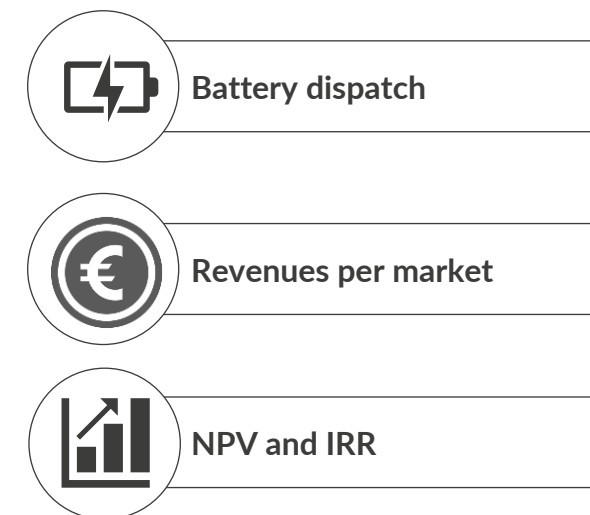 Battery dispatch
€
Revenues per market
NPV and IRR